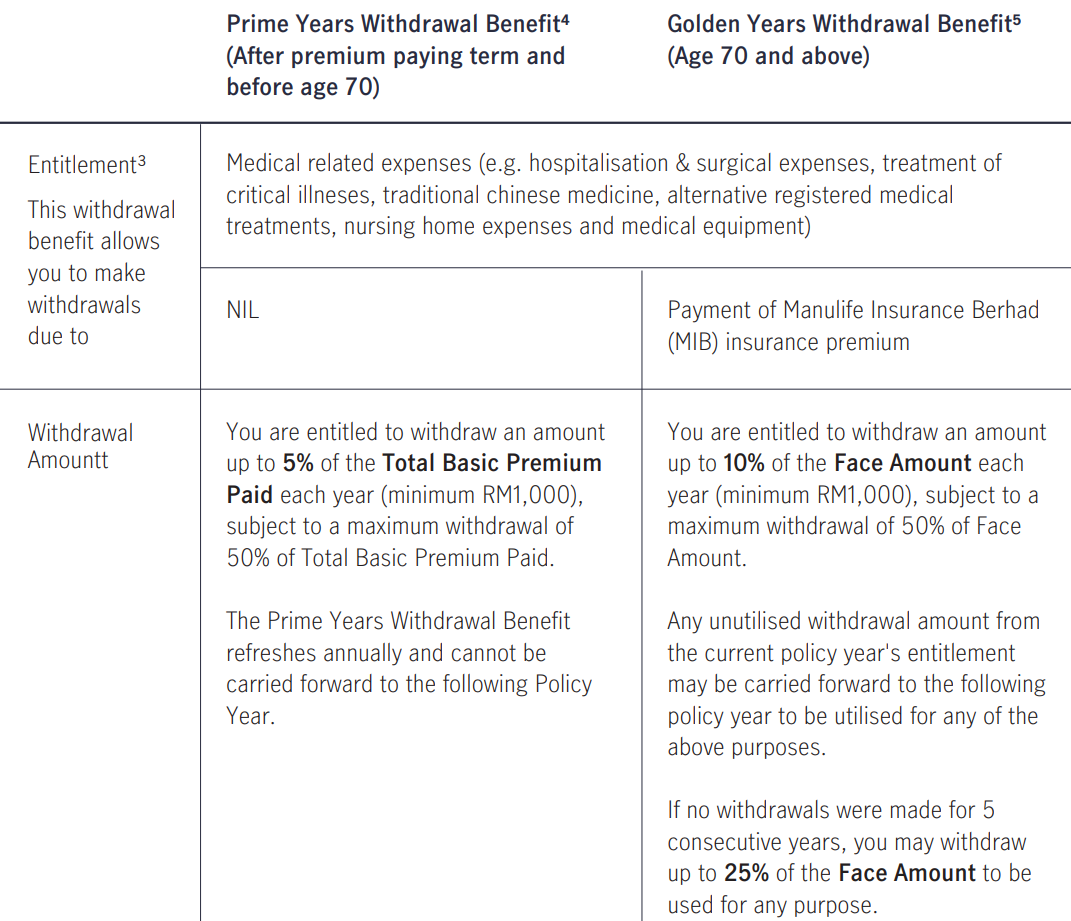 Prime Years Withdrawal Benefit⁴
(After premium paying term and
before age 70)
Golden Years Withdrawal Benefit⁵
(Age 70 and above)
Entitlement³
This withdrawal
benefit allows
you to make
withdrawals
due to
Medical related expenses (e.g. hospitalisation & surgical expenses, treatment of
critical illneses, traditional chinese medicine, alternative registered medical
treatments, nursing home expenses and medical equipment)
NIL
Payment of Manulife Insurance Berhad
(MIB) insurance premium
Withdrawal
Amountt
You are entitled to withdraw an amount
up to 5% of the Total Basic Premium
Paid each year (minimum RM1,000),
subject to a maximum withdrawal of
50% of Total Basic Premium Paid.
The Prime Years Withdrawal Benefit
refreshes annually and cannot be
carried forward to the following Policy
Year.
You are entitled to withdraw an amount
up to 10% of the Face Amount each
year (minimum RM1,000), subject to a
maximum withdrawal of 50% of Face
Amount.
Any unutilised withdrawal amount from
the current policy year's entitlement
may be carried forward to the following
policy year to be utilised for any of the
above purposes.
If no withdrawals were made for 5
consecutive years, you may withdraw
up to 25% of the Face Amount to be
used for any purpose.